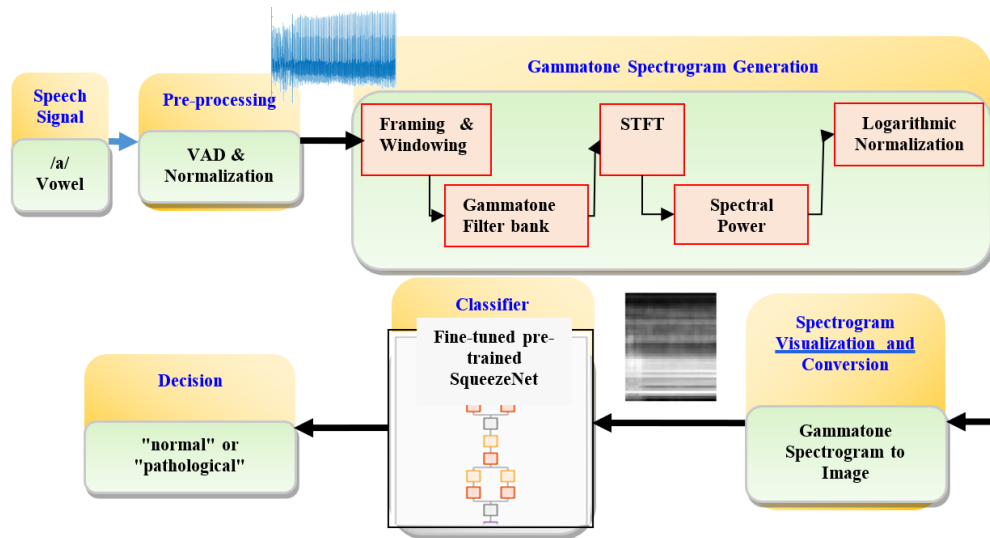 Gammatone Spectrogram Generation
Speech
Signal
/a/
Vowel
Pre-processing
VAD &
Normalization
Framing &
Windowing
Gammatone
Filter bank
STFT
Spectral
Power
Logarithmic
Normalization
Spectrogram
Visualization and
Conversion
Gammatone
Spectrogram to
Image
Classifier
Fine-tuned pre-
trained
SqueezeNet
Decision
"normal" or
"pathological"